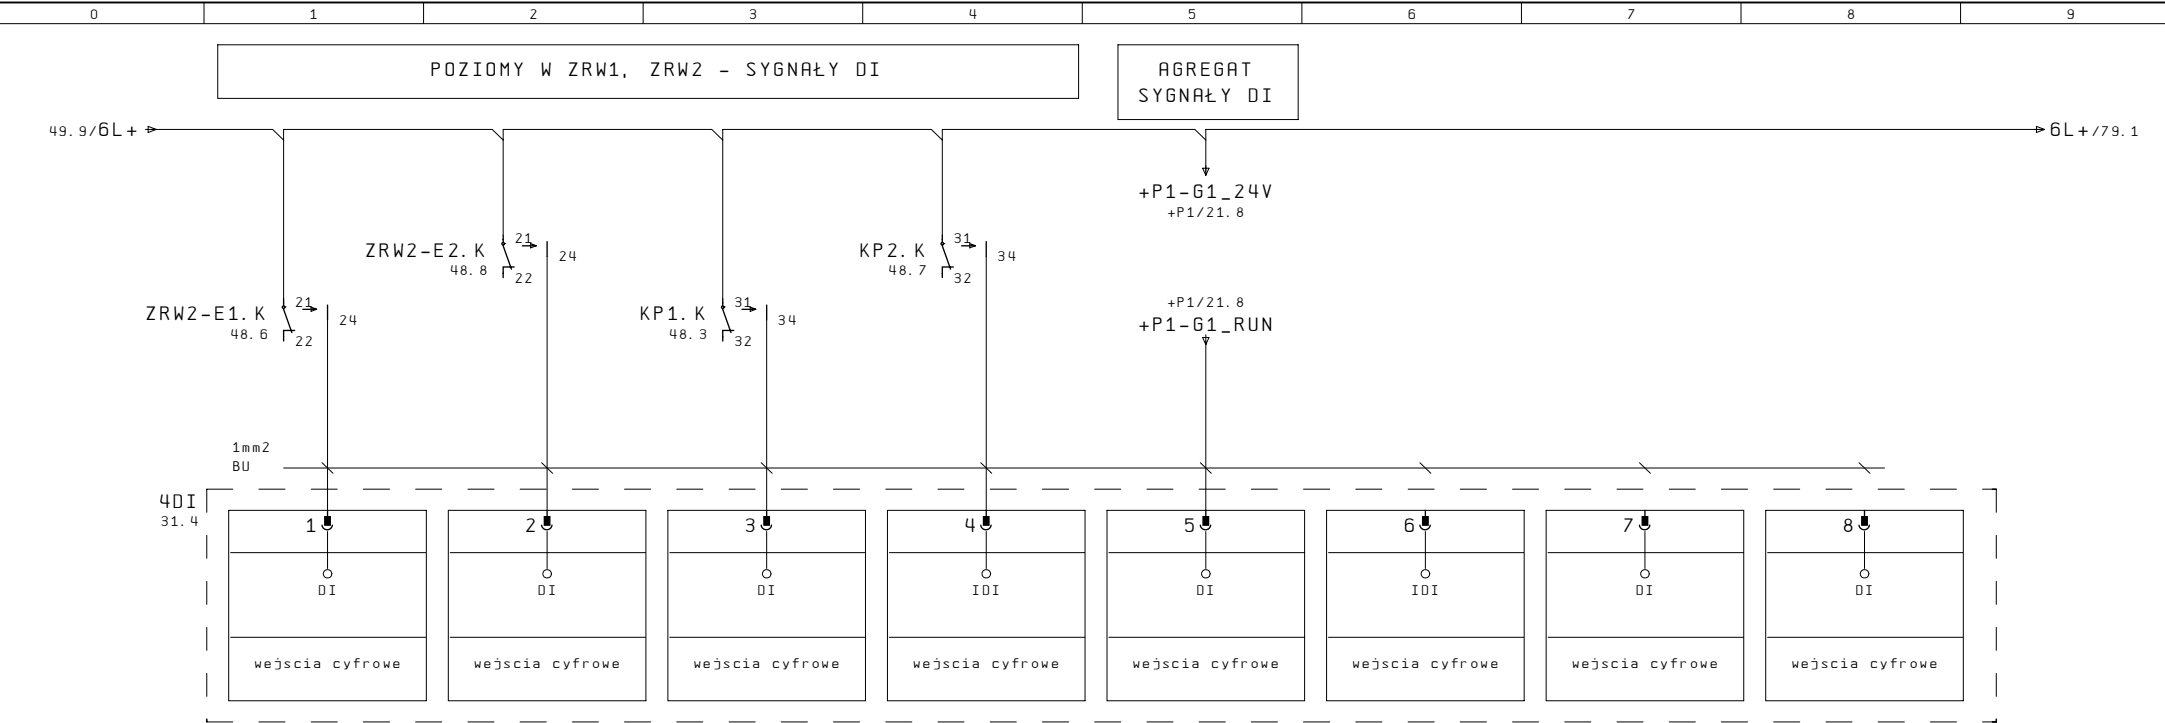 0 1 2 3 4 5 6 7 8 9
POZIOMY W ZRW1, ZRW2 - SYGNAŁY DI
AGREGAT
SYGNAŁY DI
49.9/6L+
6L+/79.1
+P1-G1_24V
+P1/21.8
ZRW2-E2.K
48.8
21
22
24
KP2.K
48.7
31
32
34
ZRW2-E1.K
48.6
21
22
24
KP1.K
48.3
31
32
34
+P1/21.8
+P1-G1_RUN
1mm2
BU
4DI
31.4
1 2 3 4 5 6 7 8
DI DI DI IDI DI IDI DI DI
wejscia cyfrowe wejscia cyfrowe wejscia cyfrowe wejscia cyfrowe wejscia cyfrowe wejscia cyfrowe wejscia cyfrowe wejscia cyfrowe